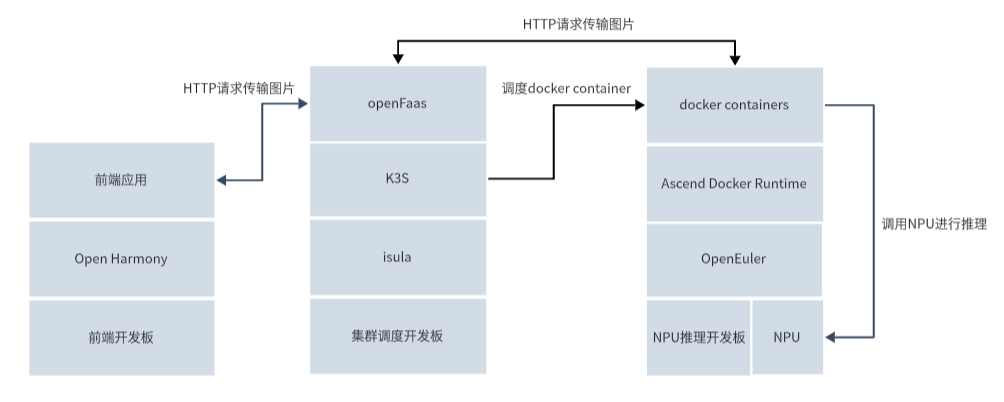 HTTP请求传输图片
HTTP请求传输图片
调度docker container
openFaas
docker containers
前端应用
K3S
Ascend Docker Runtime
调用NPU进行推理
Open Harmony
isula
OpenEuler
前端开发板
集群调度开发板
NPU推理开发板
NPU